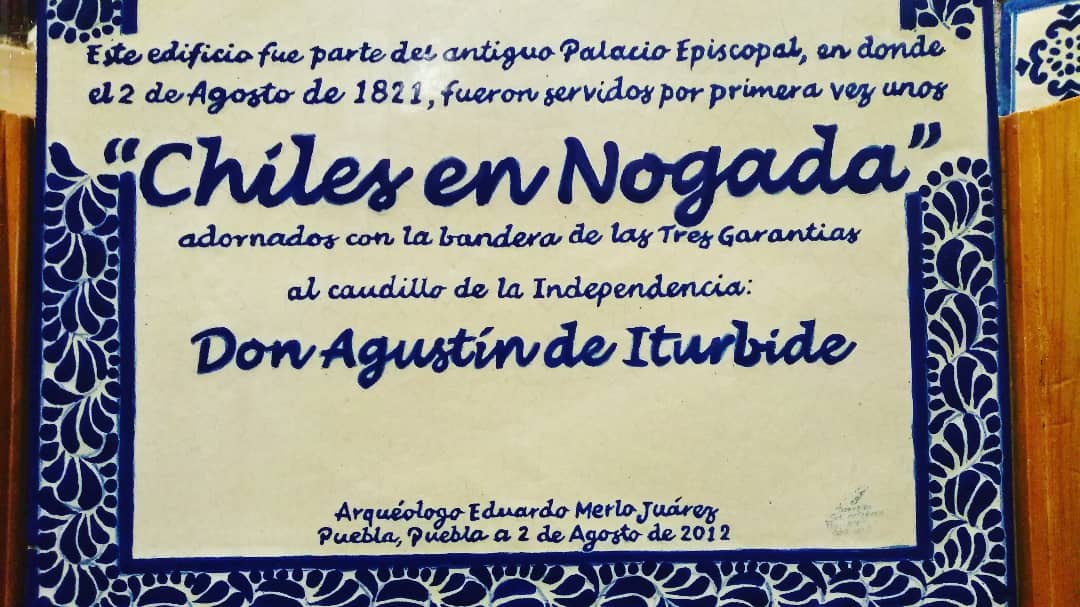 Este edificio fue parte del antiguo Palacio Episcopal, en donde
el 2 de Agosto de 1821, fueron servidos por primera vez unos
"Chiles en Nogada"
adornados con la bandera de las Tres Garantias
al caudillo de la Independencia:
Don Agustín de Iturbide
Arquéologo Eduardo Merlo Juárez
Puebla, Puebla a 2 de Agosto de 2012